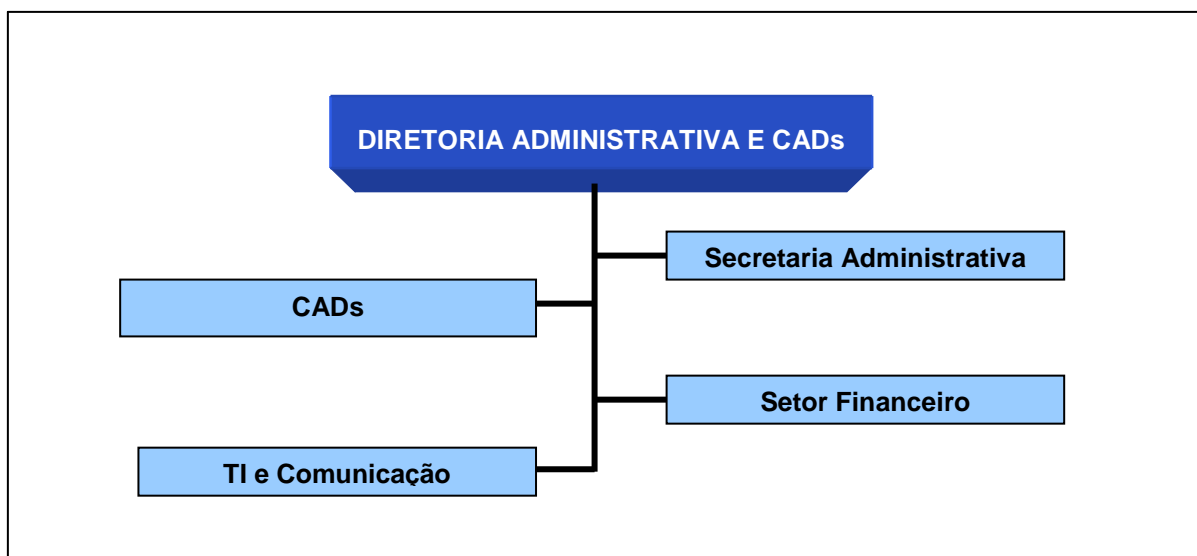 DIRETORIA ADMINISTRATIVA E CADs
Secretaria Administrativa
CADs
Setor Financeiro
TI e Comunicação